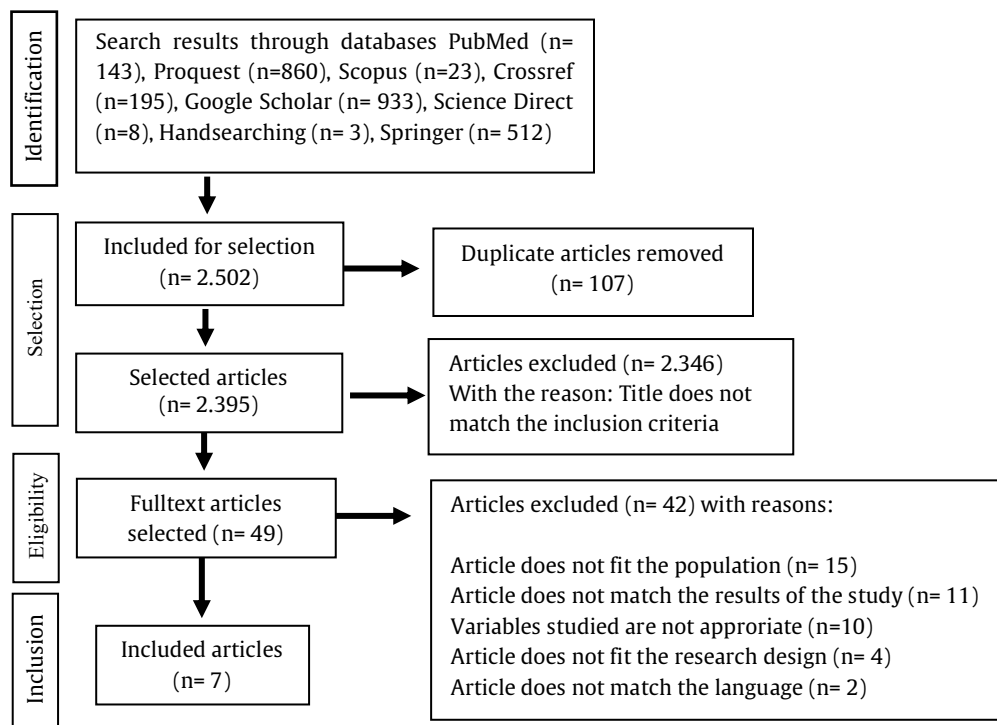 Identification
Search results through databases PubMed (n=
143), Proquest (n=860), Scopus (n=23), Crossref
(n=195), Google Scholar (n= 933), Science Direct
(n=8), Handsearching (n= 3), Springer (n= 512)
Selection
Included for selection
(n= 2.502)
Duplicate articles removed
(n= 107)
Selected articles
(n= 2.395)
Articles excluded (n= 2.346)
With the reason: Title does not
match the inclusion criteria
Eligibility
Fulltext articles
selected (n= 49)
Articles excluded (n= 42) with reasons:
Article does not fit the population (n= 15)
Article does not match the results of the study (n= 11)
Variables studied are not approriate (n=10)
Article does not fit the research design (n= 4)
Article does not match the language (n= 2)
Inclusion
Included articles
(n= 7)